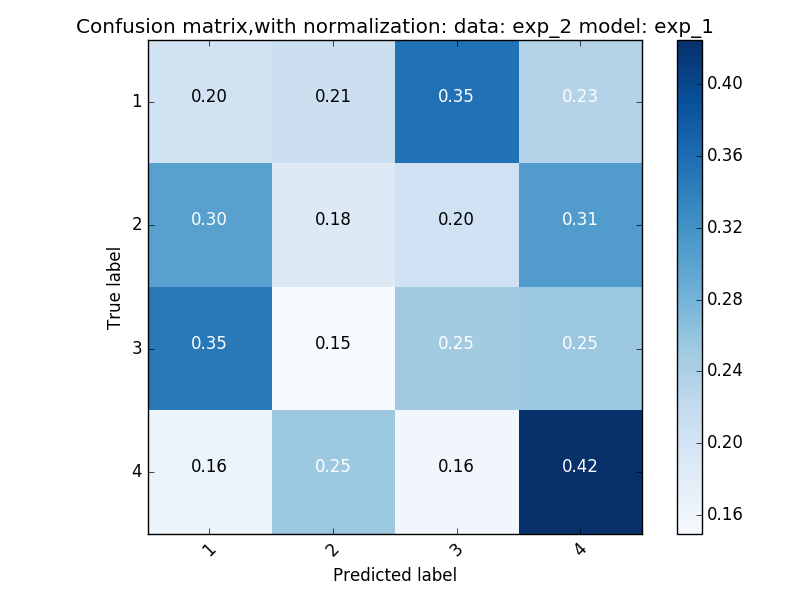 Confusion matrix,with normalization: data: exp_2 model: exp_1
True label
1 0.20 0.21 0.35 0.23
2 0.30 0.18 0.20 0.31
3 0.35 0.15 0.25 0.25
4 0.16 0.25 0.16 0.42
1 2 3 4
Predicted label
0.40
0.36
0.32
0.28
0.24
0.20
0.16